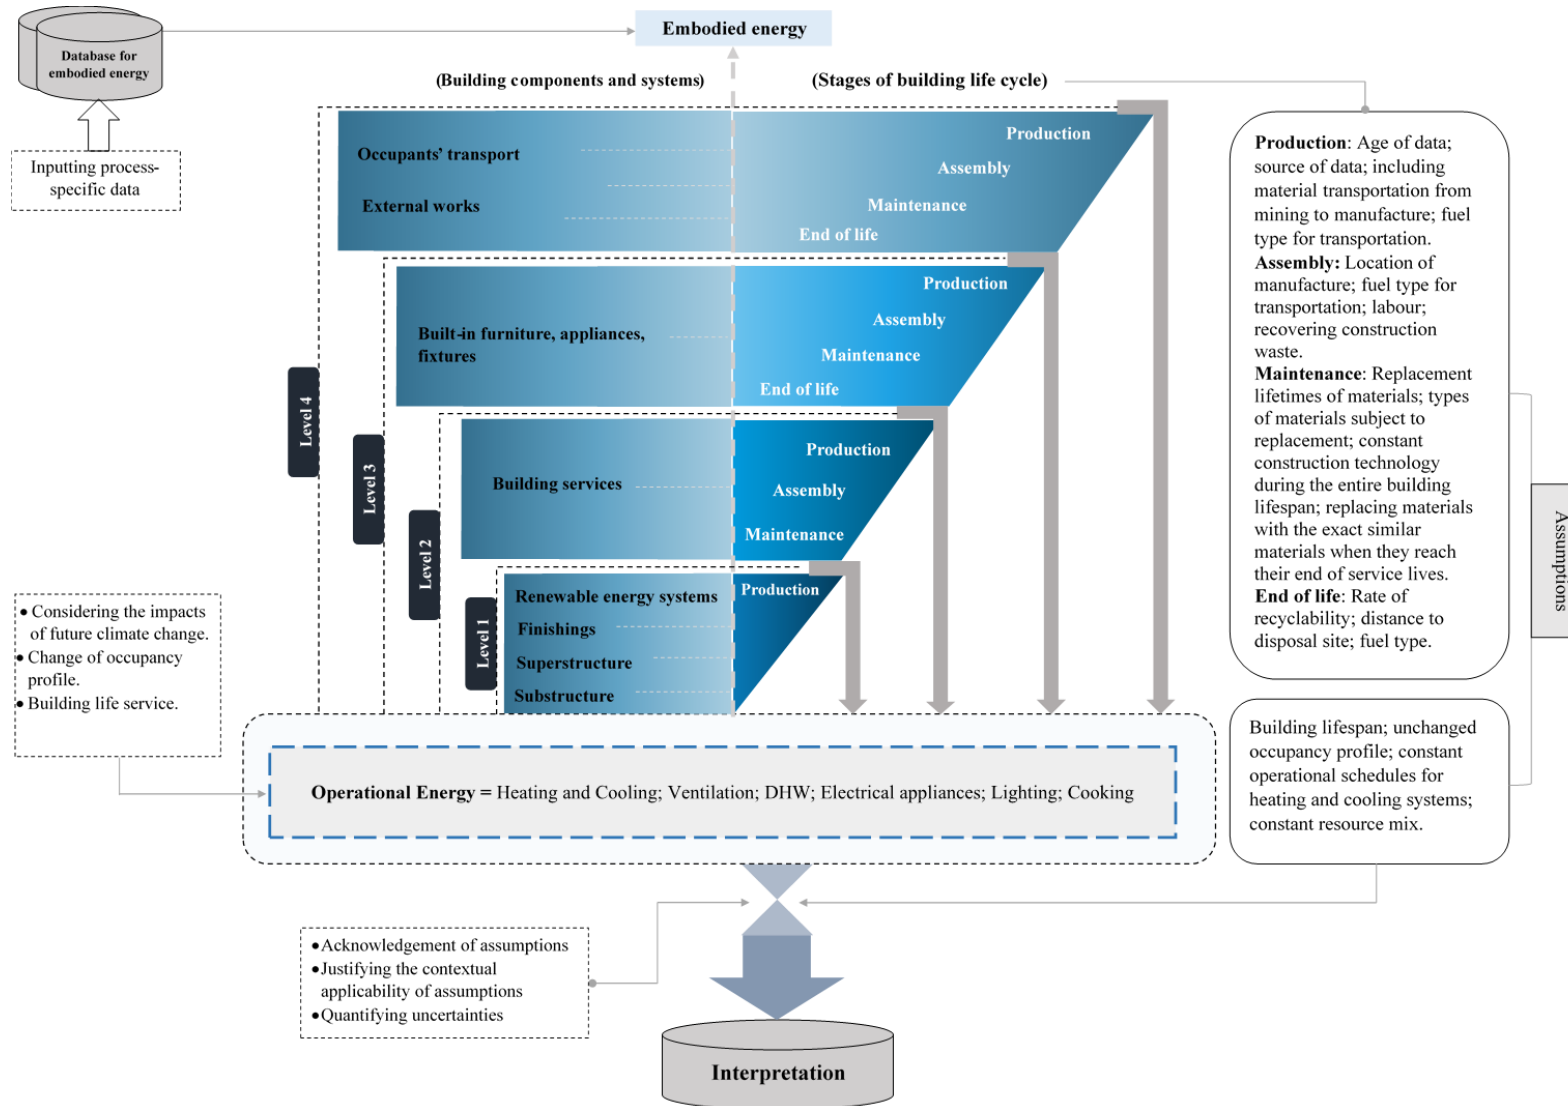 Embodied energy
Database for
embodied energy
Inputting process-
specific data
(Building components and systems)
(Stages of building life cycle)
Level 4
Occupants’ transport
External works
Production
Assembly
Maintenance
End of life
Level 3
Built-in furniture, appliances,
fixtures
Production
Assembly
Maintenance
End of life
Level 2
Building services
Production
Assembly
Maintenance
Level 1
Renewable energy systems
Finishings
Superstructure
Substructure
Production
Production: Age of data;
source of data; including
material transportation from
mining to manufacture; fuel
type for transportation.
Assembly: Location of
manufacture; fuel type for
transportation; labour;
recovering construction
waste.
Maintenance: Replacement
lifetimes of materials; types
of materials subject to
replacement; constant
construction technology
during the entire building
lifespan; replacing materials
with the exact similar
materials when they reach
their end of service lives.
End of life: Rate of
recyclability; distance to
disposal site; fuel type.
Assumptions
Building lifespan; unchanged
occupancy profile; constant
operational schedules for
heating and cooling systems;
constant resource mix.
● Considering the impacts
of future climate change.
● Change of occupancy
profile.
● Building life service.
Operational Energy = Heating and Cooling; Ventilation; DHW; Electrical appliances; Lighting; Cooking
● Acknowledgement of assumptions
● Justifying the contextual
applicability of assumptions
● Quantifying uncertainties
Interpretation